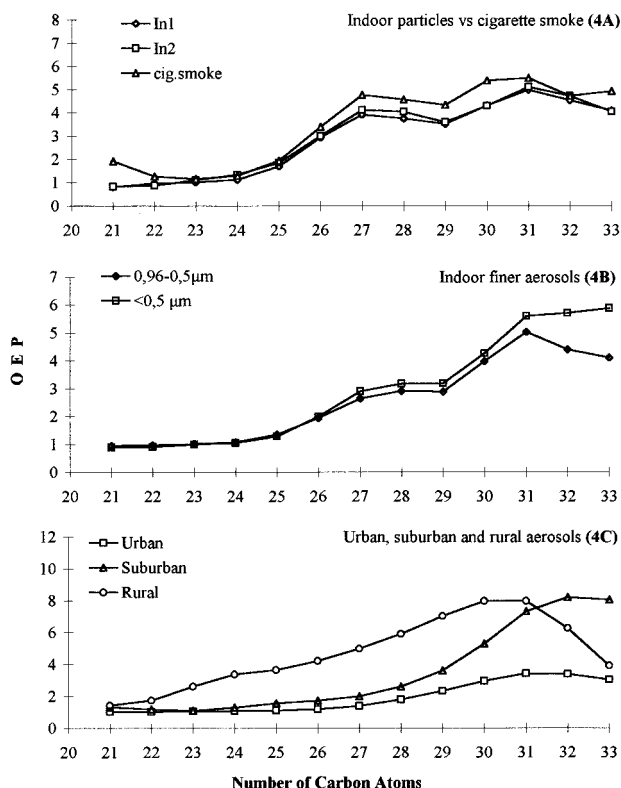 Indoor particles vs cigarette smoke (4A)
In1
In2
cig.smoke
8
7
6
5
4
3
2
1
0
20 21 22 23 24 25 26 27 28 29 30 31 32 33
Indoor finer aerosols (4B)
0,96-0,5μm
<0,5 μm
7
6
5
4
3
2
1
0
O E P
20 21 22 23 24 25 26 27 28 29 30 31 32 33
Urban, suburban and rural aerosols (4C)
Urban
Suburban
Rural
12
10
8
6
4
2
0
20 21 22 23 24 25 26 27 28 29 30 31 32 33
Number of Carbon Atoms